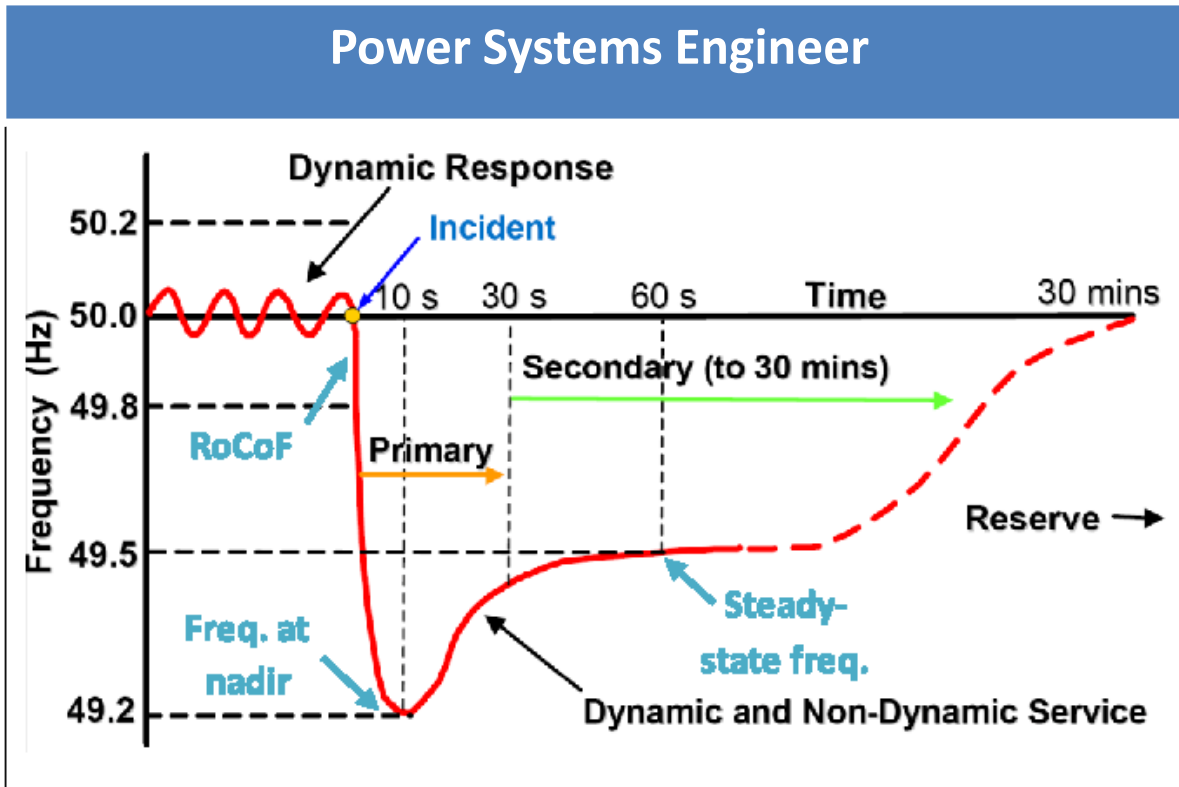 Power Systems Engineer
Dynamic Response
50.2
Incident
10 s
30 s
60 s
Time
30 mins
50.0
Frequency (Hz)
Secondary (to 30 mins)
49.8
RoCoF
Primary
Reserve
49.5
Steady-
state freq.
Freq. at
nadir
49.2
Dynamic and Non-Dynamic Service